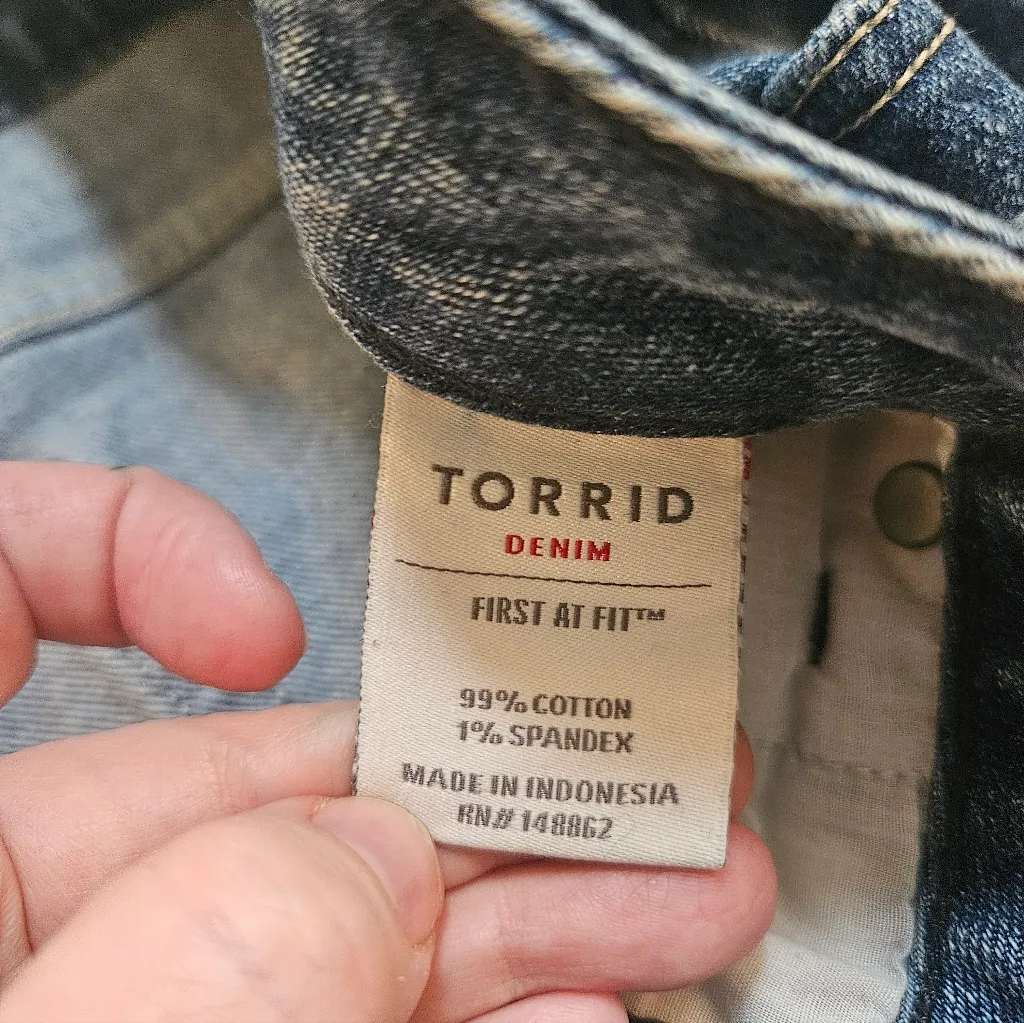 TORRID
DENIM
FIRST AT FIT™
99% COTTON
1% SPANDEX
MADE IN INDONESIA
RN# 148862